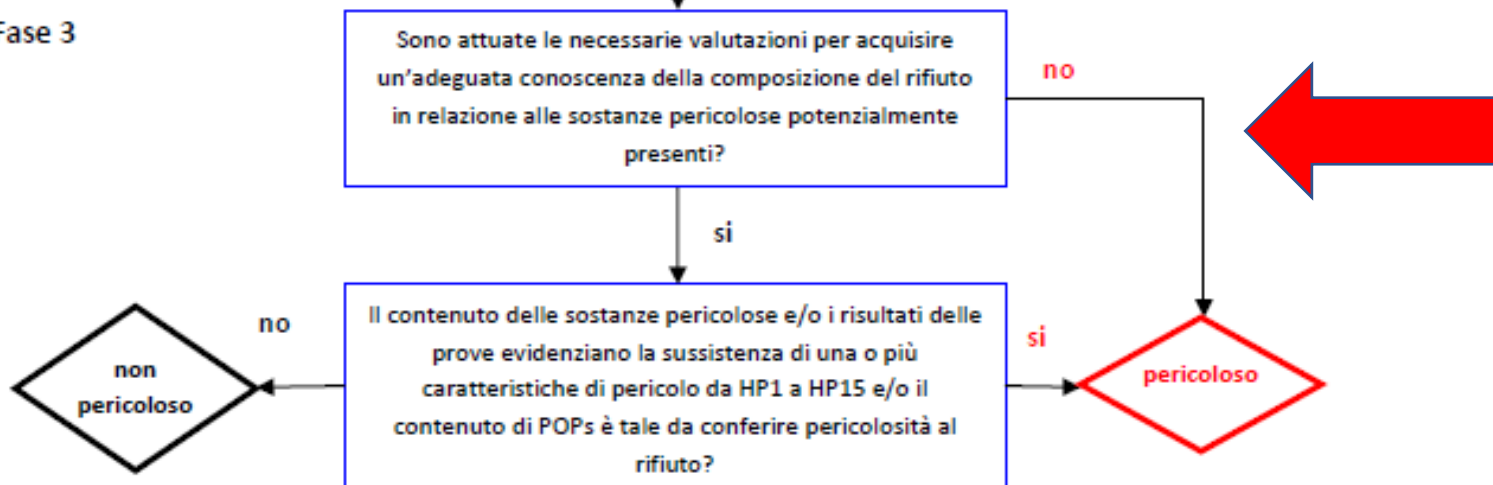 Fase 3
Sono attuate le necessarie valutazioni per acquisire
un'adeguata conoscenza della composizione del rifiuto
in relazione alle sostanze pericolose potenzialmente
presenti?
no
si
Il contenuto delle sostanze pericolose e/o i risultati delle
prove evidenziano la sussistenza di una o più
caratteristiche di pericolo da HP1 a HP15 e/o il
contenuto di POPs è tale da conferire pericolosità al
rifiuto?
no
non
pericoloso
si
pericoloso